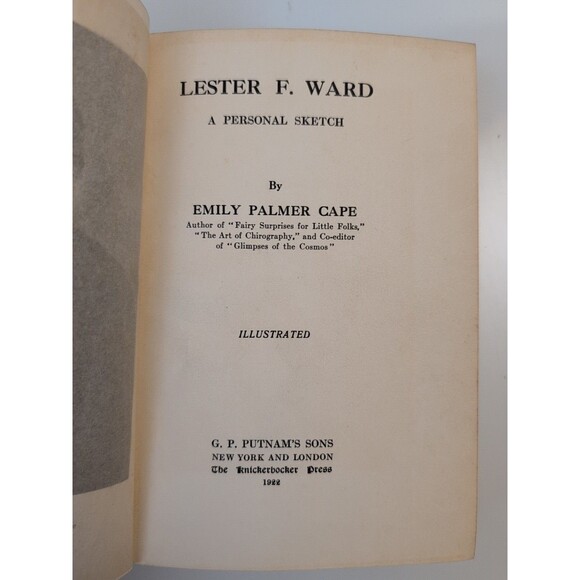 LESTER F. WARD
A PERSONAL SKETCH
By
EMILY PALMER CAPE
Author of "Fairy Surprises for Little Folks,"
"The Art of Chirography," and Co-editor
of "Glimpses of the Cosmos"
ILLUSTRATED
G. P. PUTNAM'S SONS
NEW YORK AND LONDON
The Knickerbocker Press
1922